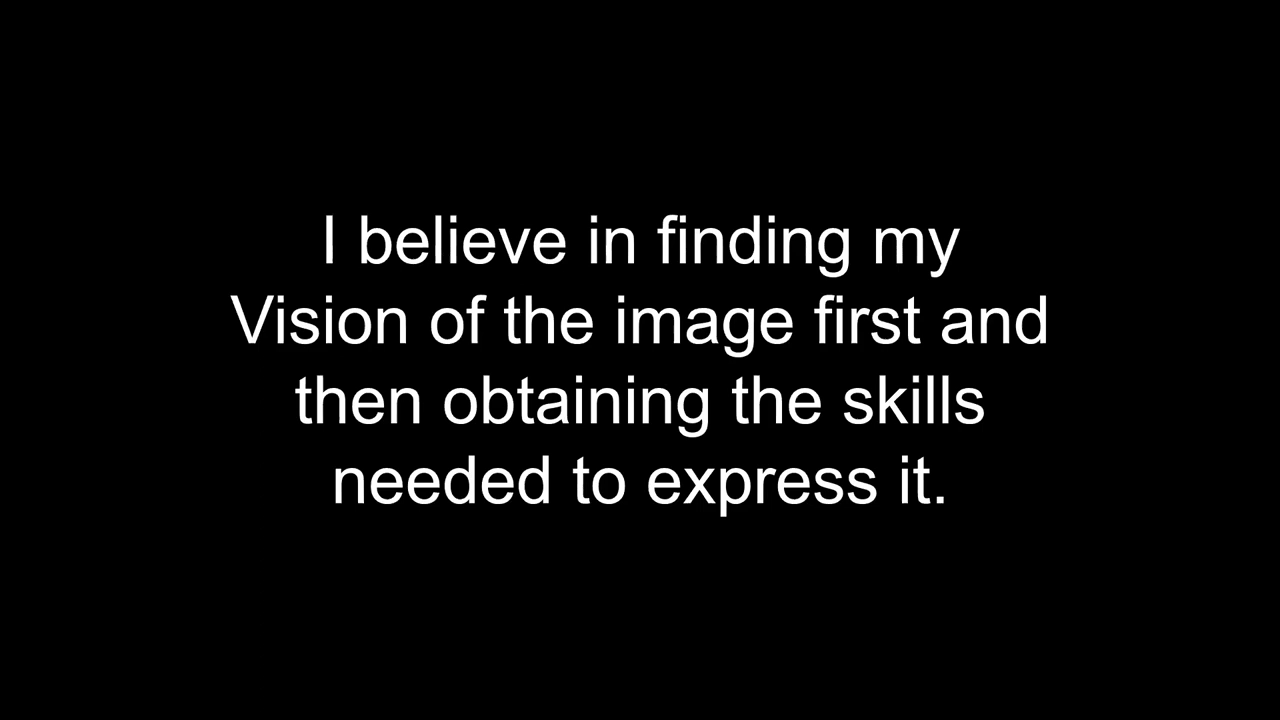 I believe in finding my
Vision of the image first and
then obtaining the skills
needed to express it.